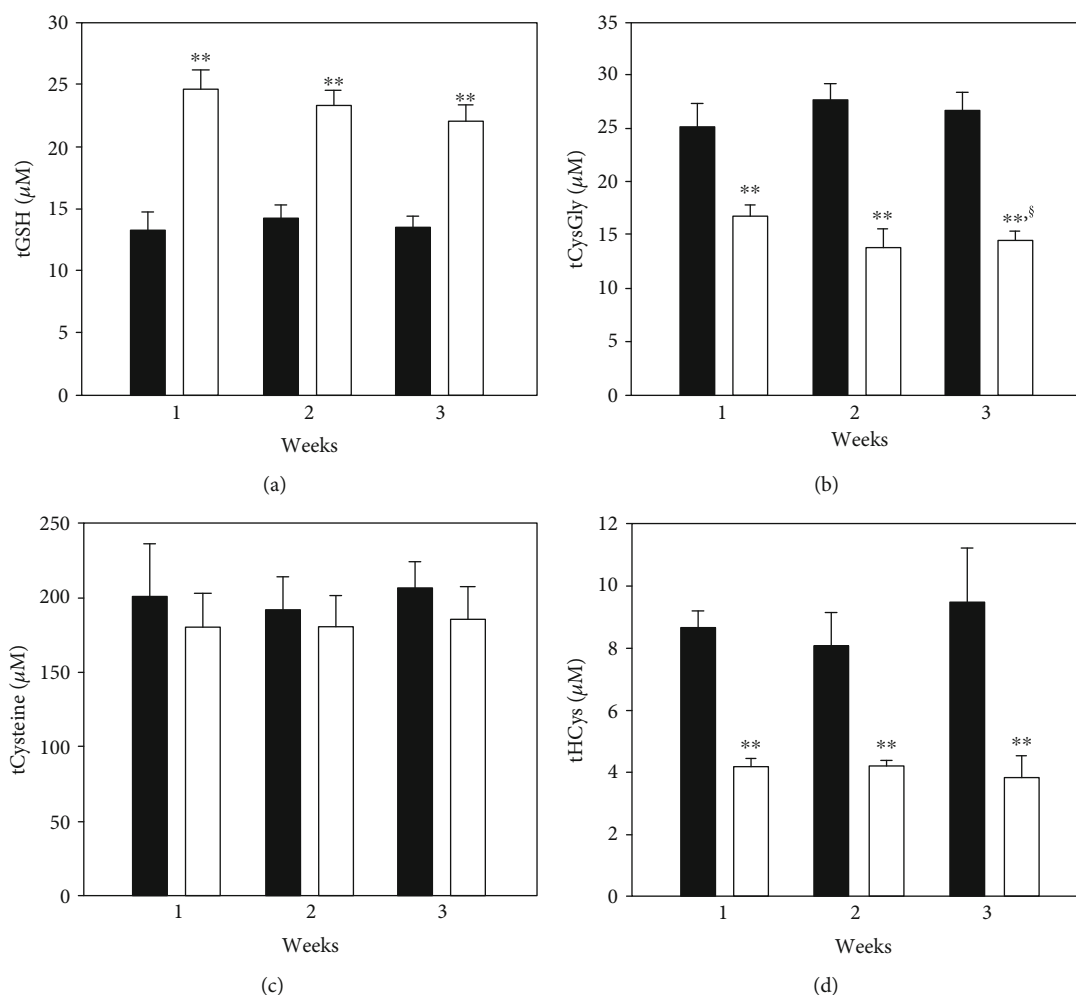 30
25
20
15
10
5
0
tGSH (µM)
**
**
**
1 2 3
Weeks
(a)
35
30
25
20
15
10
5
0
tCysGly (µM)
**
**
**,§
1 2 3
Weeks
(b)
250
200
150
100
50
0
tCysteine (µM)
1 2 3
Weeks
(c)
12
10
8
6
4
2
0
tHCys (µM)
**
**
**
1 2 3
Weeks
(d)